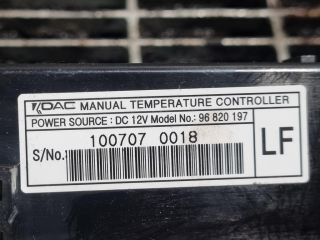 DAC MANUAL TEMPERATURE CONTROLLER
POWER SOURCE : DC 12V Model No.: 96 820 197
100707 0018
S/No.
LF